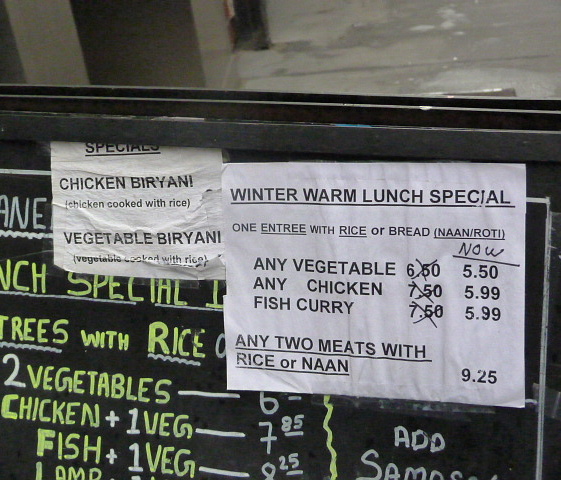 SPECIALS
CHICKEN BIRYANI
(chicken cooked with rice)
VEGETABLE BIRYANI
(vegetable cooked with rice)
WINTER WARM LUNCH SPECIAL
ONE ENTREE WITH RICE or BREAD (NAAN/ROTI)
NOW
ANY VEGETABLE 6.50 5.50
ANY CHICKEN 7.50 5.99
FISH CURRY 7.50 5.99
ANY TWO MEATS WITH
RICE or NAAN 9.25
ANE
NCH SPECIAL
TREES WITH RICE
2 VEGETABLES — 6
CHICKEN + 1 VEG — 7 85
FISH + 1 VEG — 8 25
LAMB
ADD
SAMOS